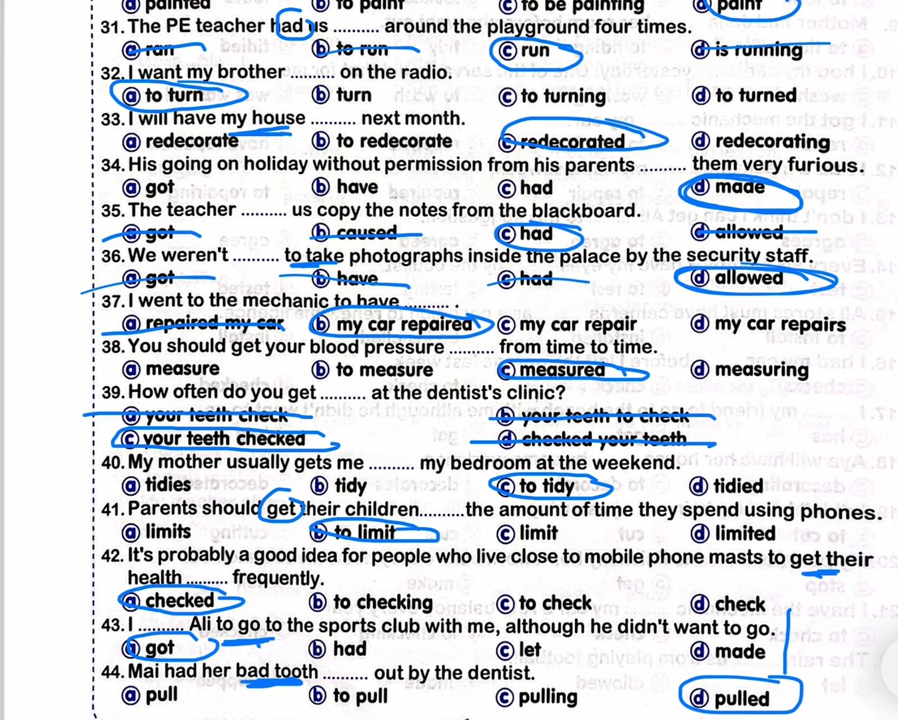 ⓐ painted ⓑ to paint ⓒ to be painting ⓓ paint
31. The PE teacher had us .......... around the playground four times.
ⓐ ran ⓑ to run ⓒ run ⓓ is running
32. I want my brother .......... on the radio.
ⓐ to turn ⓑ turn ⓒ to turning ⓓ to turned
33. I will have my house .......... next month.
ⓐ redecorate ⓑ to redecorate ⓒ redecorated ⓓ redecorating
34. His going on holiday without permission from his parents .......... them very furious.
ⓐ got ⓑ have ⓒ had ⓓ made
35. The teacher .......... us copy the notes from the blackboard.
ⓐ got ⓑ caused ⓒ had ⓓ allowed
36. We weren't .......... to take photographs inside the palace by the security staff.
ⓐ got ⓑ have ⓒ had ⓓ allowed
37. I went to the mechanic to have .......... .
ⓐ repaired my car ⓑ my car repaired ⓒ my car repair ⓓ my car repairs
38. You should get your blood pressure .......... from time to time.
ⓐ measure ⓑ to measure ⓒ measured ⓓ measuring
39. How often do you get .......... at the dentist's clinic?
ⓐ your teeth check ⓑ your teeth to check
ⓒ your teeth checked ⓓ checked your teeth
40. My mother usually gets me .......... my bedroom at the weekend.
ⓐ tidies ⓑ tidy ⓒ to tidy ⓓ tidied
41. Parents should get their children..........the amount of time they spend using phones.
ⓐ limits ⓑ to limit ⓒ limit ⓓ limited
42. It's probably a good idea for people who live close to mobile phone masts to get their
health .......... frequently.
ⓐ checked ⓑ to checking ⓒ to check ⓓ check
43. I .......... Ali to go to the sports club with me, although he didn't want to go.
ⓐ got ⓑ had ⓒ let ⓓ made
44. Mai had her bad tooth .......... out by the dentist.
ⓐ pull ⓑ to pull ⓒ pulling ⓓ pulled